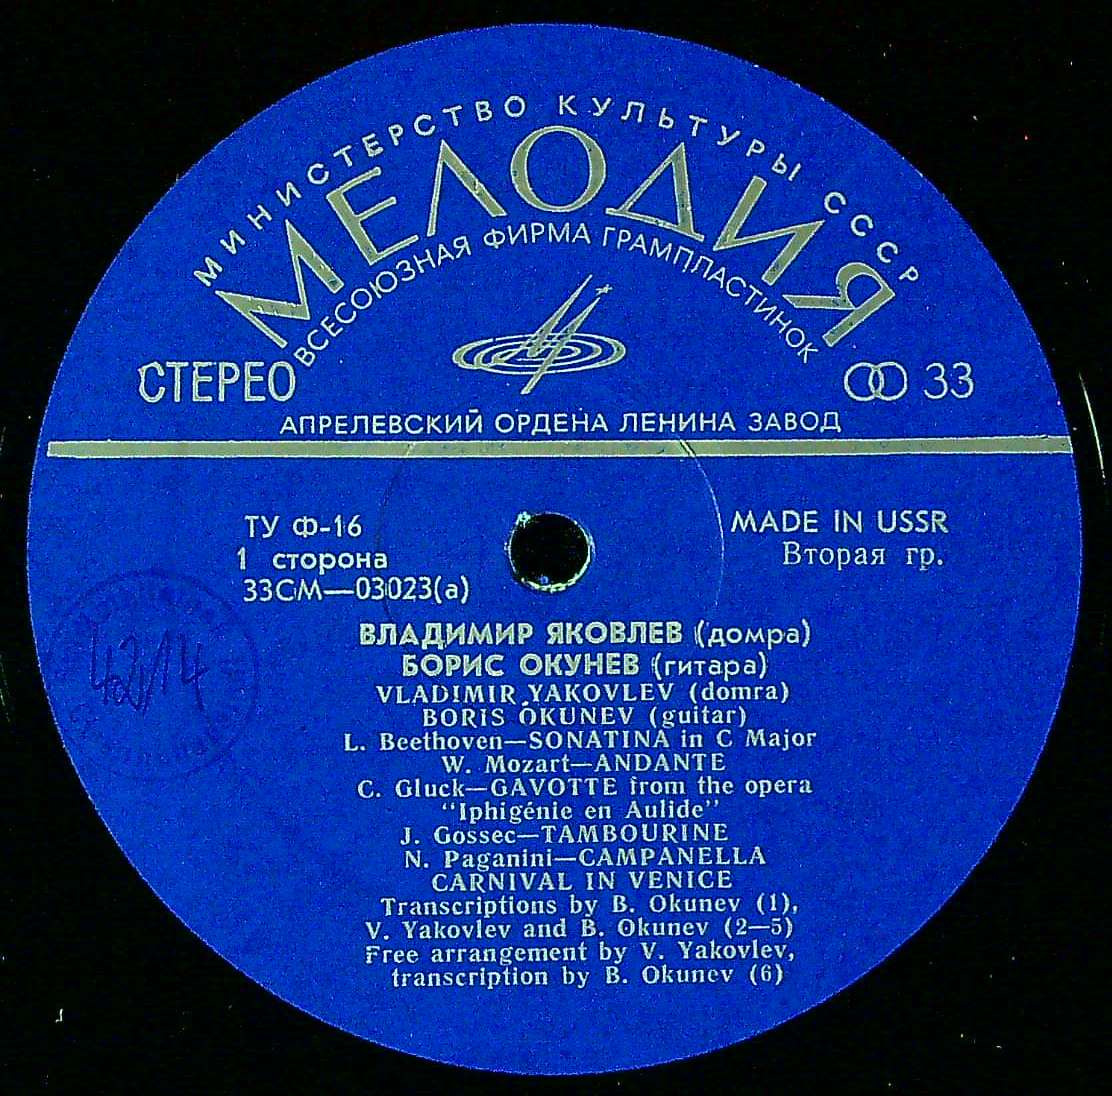 МИНИСТЕРСТВО КУЛЬТУРЫ СССР
МЕЛОДИЯ
ВСЕСОЮЗНАЯ ФИРМА ГРАМПЛАСТИНОК
СТЕРЕО
33
АПРЕЛЕВСКИЙ ОРДЕНА ЛЕНИНА ЗАВОД
ТУ Ф-16
1 сторона
33СМ—03023(а)
MADE IN USSR
Вторая гр.
ВЛАДИМИР ЯКОВЛЕВ (домра)
БОРИС ОКУНЕВ (гитара)
VLADIMIR YAKOVLEV (domra)
BORIS OKUNEV (guitar)
L. Beethoven—SONATINA in C Major
W. Mozart—ANDANTE
C. Gluck—GAVOTTE from the opera
“Iphigénie en Aulide”
J. Gossec—TAMBOURINE
N. Paganini—CAMPANELLA
CARNIVAL IN VENICE
Transcriptions by B. Okunev (1),
V. Yakovlev and B. Okunev (2—5)
Free arrangement by V. Yakovlev,
transcription by B. Okunev (6)